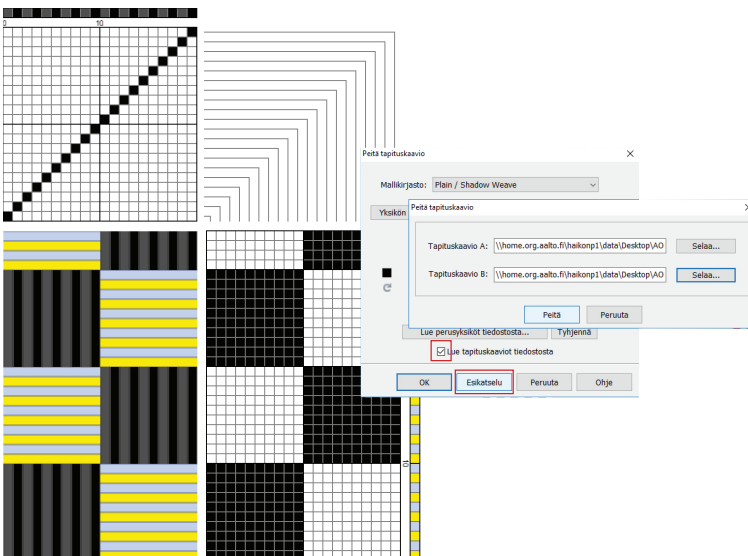 0
10
Peitä tapituskaavio
Mallikirjasto: Plain / Shadow Weave
Yksikön
Peitä tapituskaavio
Tapituskaavio A: \\home.org.aalto.fi\haikonp1\data\Desktop\AO Selaa...
Tapituskaavio B: \\home.org.aalto.fi\haikonp1\data\Desktop\AO Selaa...
Peitä Peruuta
Lue perusyksiköt tiedostosta... Tyhjennä
Lue tapituskaaviot tiedostosta
OK Esikatselu Peruuta Ohje
10